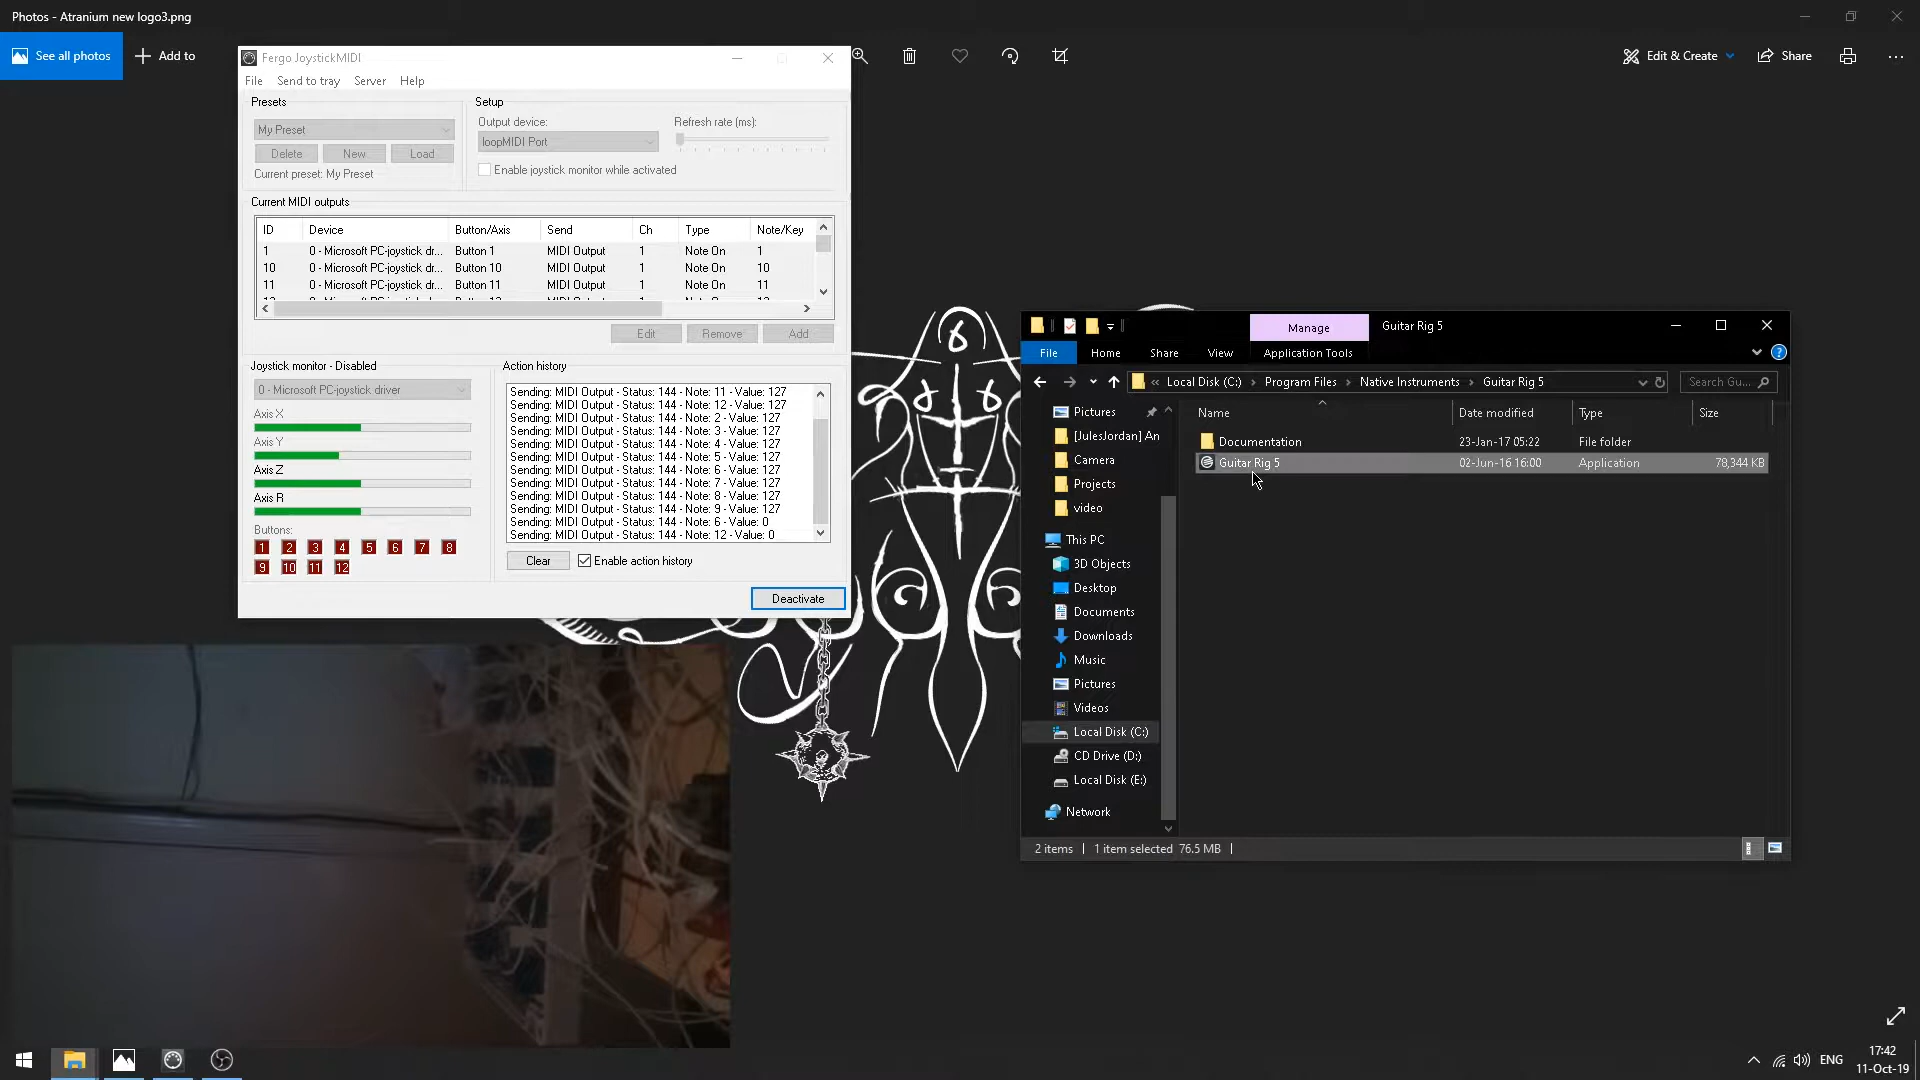 Photos - Atranium new logo3.png
See all photos
Add to
Edit & Create
Share
Fergo JoystickMIDI
File Send to tray Server Help
Presets
My Preset
Delete New Load
Current preset: My Preset
Setup
Output device:
loopMIDI Port
Refresh rate (ms):
Enable joystick monitor while activated
Current MIDI outputs
ID Device Button/Axis Send Ch Type Note/Key
1 0 - Microsoft PC-joystick dr... Button 1 MIDI Output 1 Note On 1
10 0 - Microsoft PC-joystick dr... Button 10 MIDI Output 1 Note On 10
11 0 - Microsoft PC-joystick dr... Button 11 MIDI Output 1 Note On 11
Edit Remove Add
Joystick monitor - Disabled
0 - Microsoft PC-joystick driver
Axis X
Axis Y
Axis Z
Axis R
Buttons:
1 2 3 4 5 6 7 8
9 10 11 12
Action history
Sending: MIDI Output - Status: 144 - Note: 11 - Value: 127
Sending: MIDI Output - Status: 144 - Note: 12 - Value: 127
Sending: MIDI Output - Status: 144 - Note: 2 - Value: 127
Sending: MIDI Output - Status: 144 - Note: 3 - Value: 127
Sending: MIDI Output - Status: 144 - Note: 4 - Value: 127
Sending: MIDI Output - Status: 144 - Note: 5 - Value: 127
Sending: MIDI Output - Status: 144 - Note: 6 - Value: 127
Sending: MIDI Output - Status: 144 - Note: 7 - Value: 127
Sending: MIDI Output - Status: 144 - Note: 8 - Value: 127
Sending: MIDI Output - Status: 144 - Note: 9 - Value: 127
Sending: MIDI Output - Status: 144 - Note: 6 - Value: 0
Sending: MIDI Output - Status: 144 - Note: 12 - Value: 0
Clear
Enable action history
Deactivate
Manage
Guitar Rig 5
File Home Share View Application Tools
« Local Disk (C:) > Program Files > Native Instruments > Guitar Rig 5
Search Gu...
Pictures
[JulesJordan] An
Camera
Projects
video
This PC
3D Objects
Desktop
Documents
Downloads
Music
Pictures
Videos
Local Disk (C:)
CD Drive (D:)
Local Disk (E:)
Network
Name Date modified Type Size
Documentation 23-Jan-17 05:22 File folder
Guitar Rig 5 02-Jun-16 16:00 Application 78,344 KB
2 items 1 item selected 76.5 MB
ENG
17:42
11-Oct-19